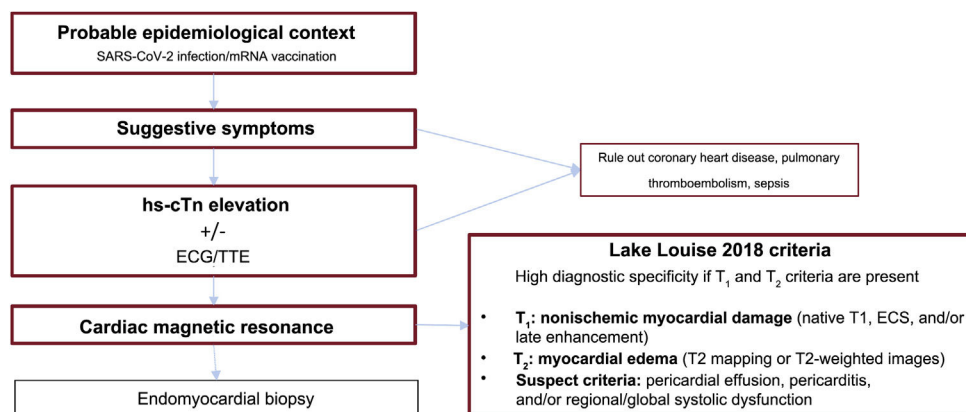 Probable epidemiological context
SARS-CoV-2 infection/mRNA vaccination
Suggestive symptoms
Rule out coronary heart disease, pulmonary
thromboembolism, sepsis
hs-cTn elevation
+/-
ECG/TTE
Lake Louise 2018 criteria
High diagnostic specificity if T₁ and T₂ criteria are present
• T₁: nonischemic myocardial damage (native T1, ECS, and/or
late enhancement)
• T₂: myocardial edema (T2 mapping or T2-weighted images)
• Suspect criteria: pericardial effusion, pericarditis,
and/or regional/global systolic dysfunction
Cardiac magnetic resonance
Endomyocardial biopsy